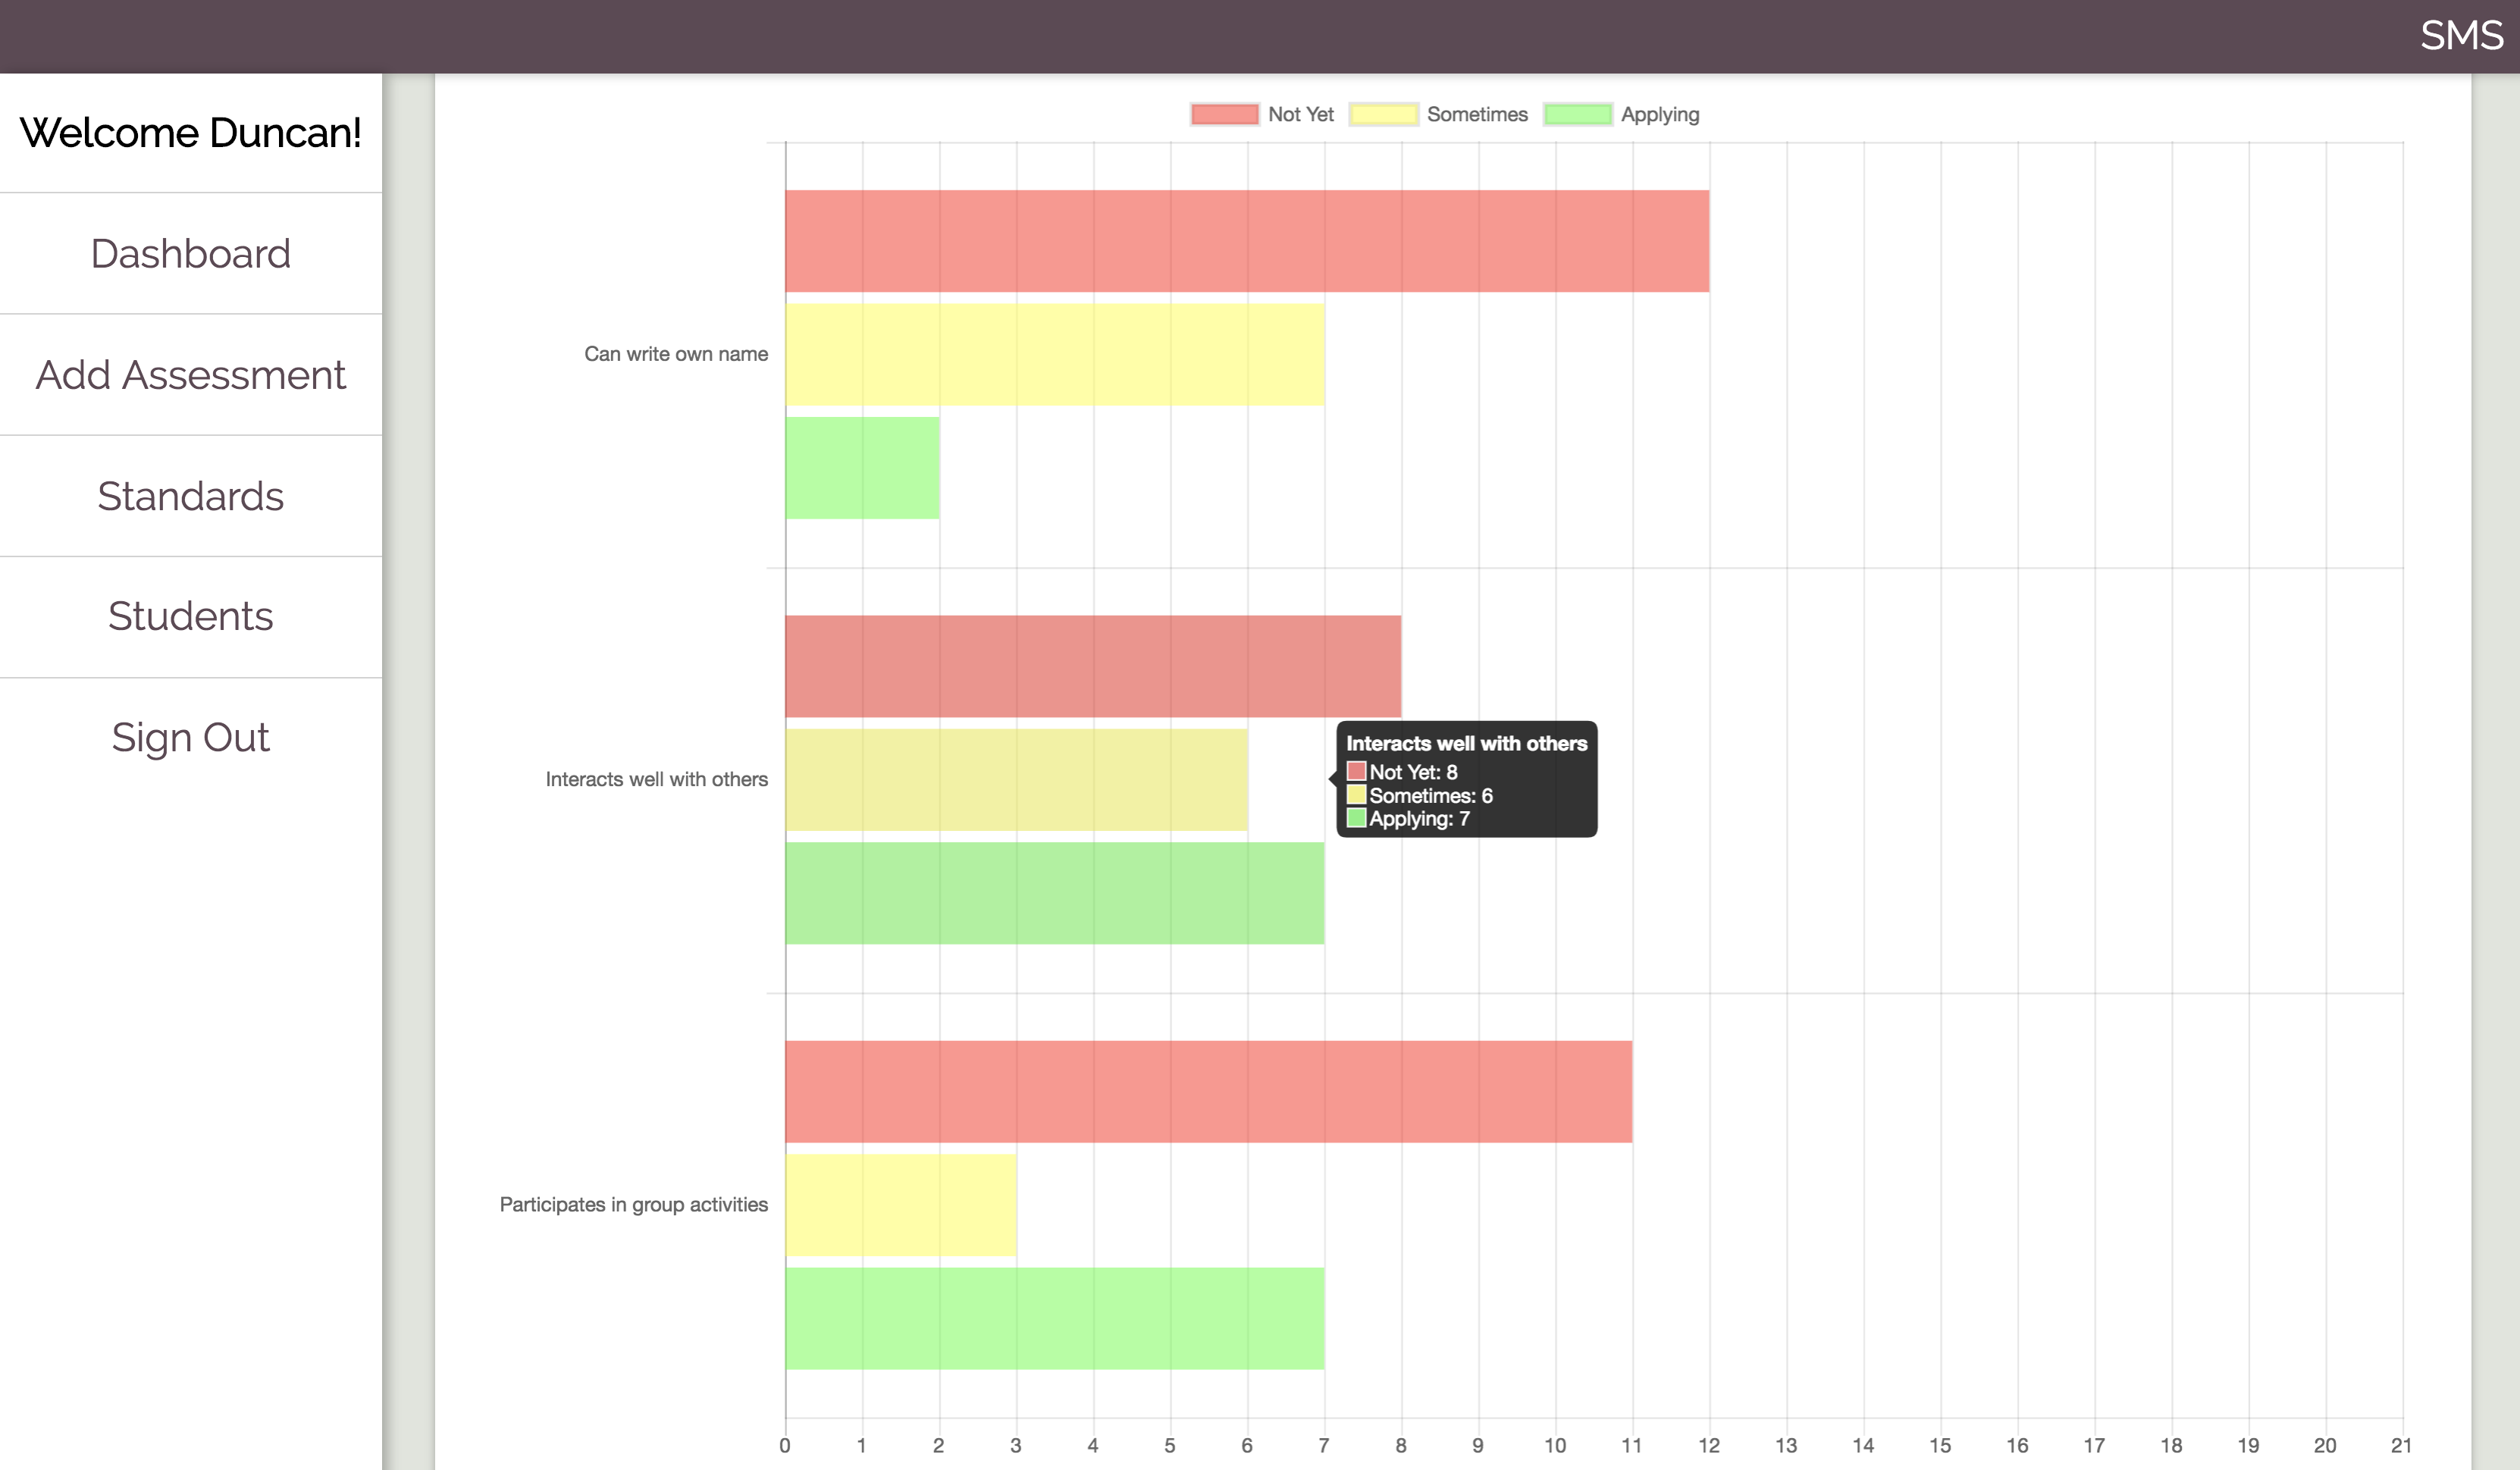 SMS
Welcome Duncan!
Dashboard
Add Assessment
Standards
Students
Sign Out
Not Yet Sometimes Applying
Can write own name
Interacts well with others
Interacts well with others
Not Yet: 8
Sometimes: 6
Applying: 7
Participates in group activities
0 1 2 3 4 5 6 7 8 9 10 11 12 13 14 15 16 17 18 19 20 21